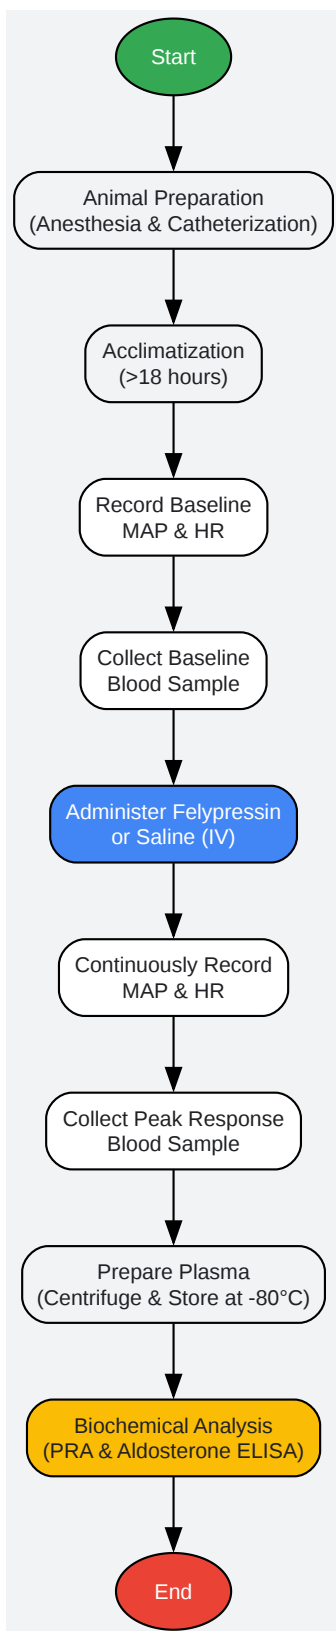 Start
Animal Preparation
(Anesthesia & Catheterization)
Acclimatization
(>18 hours)
Record Baseline
MAP & HR
Collect Baseline
Blood Sample
Administer Felypressin
or Saline (IV)
Continuously Record
MAP & HR
Collect Peak Response
Blood Sample
Prepare Plasma
(Centrifuge & Store at -80°C)
Biochemical Analysis
(PRA & Aldosterone ELISA)
End